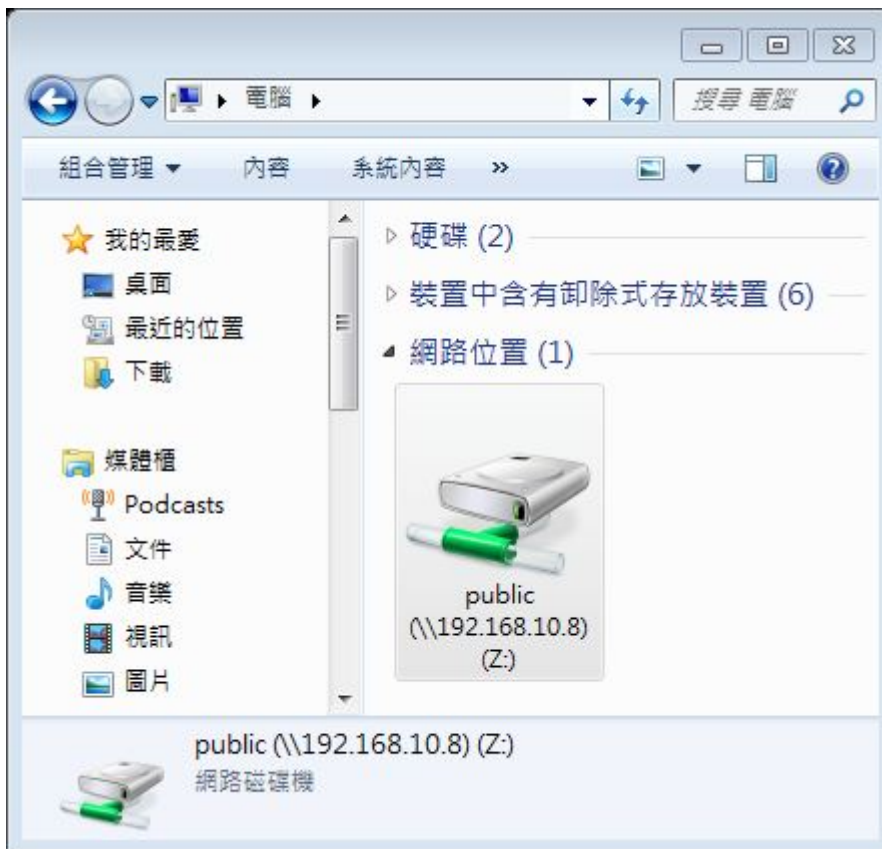 電腦
搜尋 電腦
組合管理 內容 系統內容 »
我的最愛
桌面
最近的位置
下載
媒體櫃
Podcasts
文件
音樂
視訊
圖片
硬碟 (2)
裝置中含有卸除式存放裝置 (6)
網路位置 (1)
public
(\\192.168.10.8)
(Z:)
public (\\192.168.10.8) (Z:)
網路磁碟機